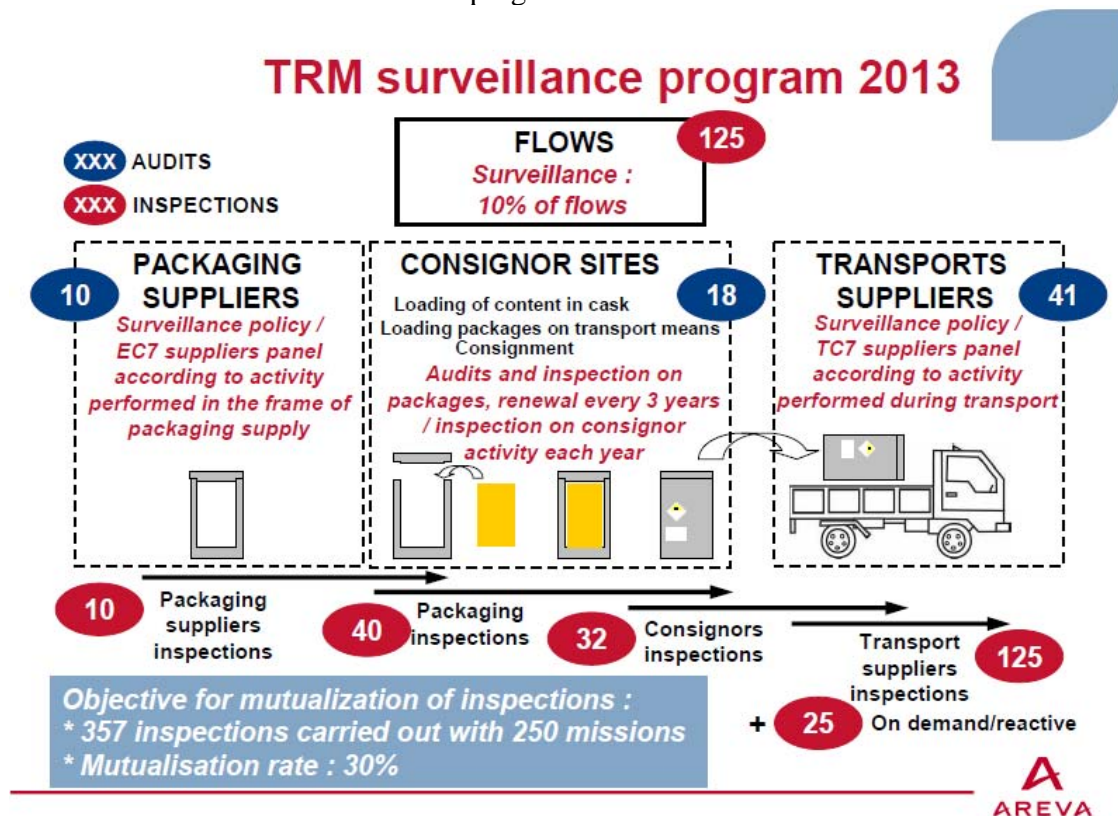 TRM surveillance program 2013
XXX AUDITS
XXX INSPECTIONS
FLOWS
Surveillance :
10% of flows
125
PACKAGING
SUPPLIERS
10
Surveillance policy /
EC7 suppliers panel
according to activity
performed in the frame of
packaging supply
CONSIGNOR SITES
18
Loading of content in cask
Loading packages on transport means
Consignment
Audits and inspection on
packages, renewal every 3 years
/ inspection on consignor
activity each year
TRANSPORTS
SUPPLIERS
41
Surveillance policy /
TC7 suppliers panel
according to activity
performed during transport
10
Packaging
suppliers
inspections
40
Packaging
inspections
32
Consignors
inspections
Transport
suppliers
inspections
125
+ 25 On demand/reactive
Objective for mutualization of inspections :
* 357 inspections carried out with 250 missions
* Mutualisation rate : 30%
AREVA